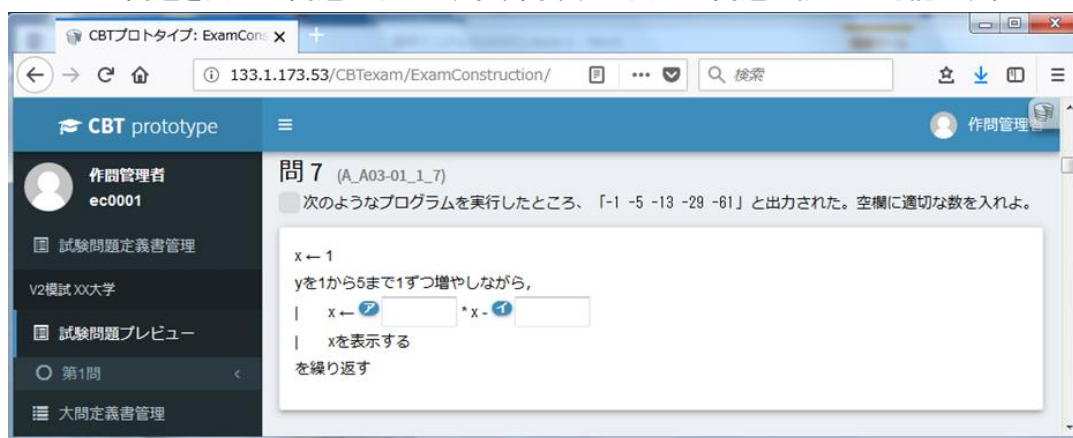 CBTプロトタイプ: ExamCons
133.1.173.53/CBTexam/ExamConstruction/
検索
CBT prototype
作問管理者
作問管理者
ec0001
試験問題定義書管理
V2模試 XX大学
試験問題プレビュー
第1問
大問定義書管理
問 7 (A_A03-01_1_7)
次のようなプログラムを実行したところ、「-1 -5 -13 -29 -61」と出力された。空欄に適切な数を入れよ。
x ← 1
yを1から5まで1ずつ増やしながら,
| x ← ア * x - イ
| xを表示する
を繰り返す